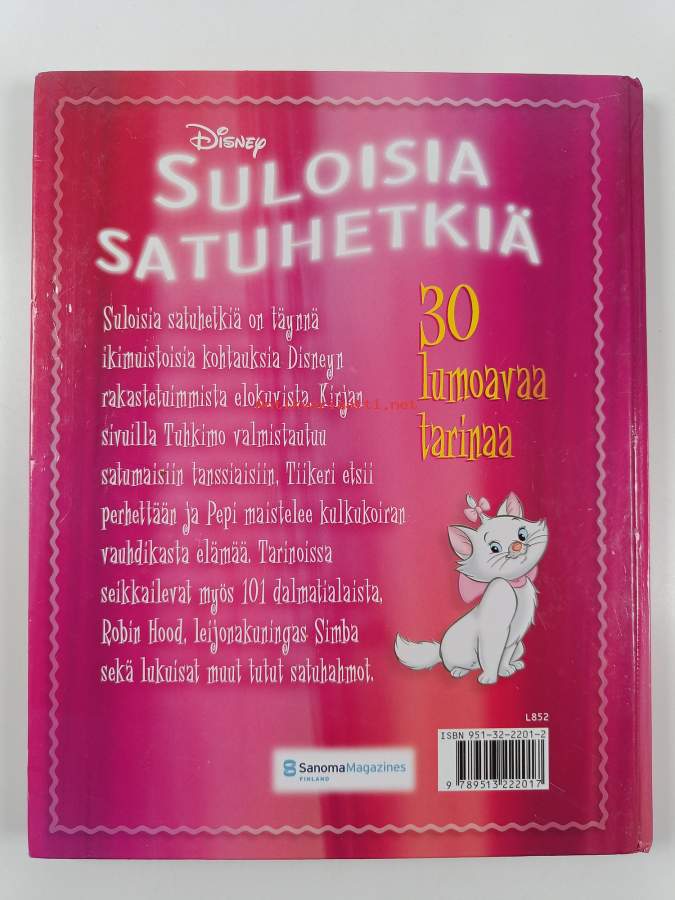 Disney
SULOISIA
SATUHETKIÄ
Suloisia satuhetkiä on täynnä
ikimuistoisia kohtauksia Disneyn
rakastetuimmista elokuvista. Kirjan
sivuilla Tuhkimo valmistautuu
satumaisiin tanssiaisiin, Tiikeri etsii
perhettään ja Pepi maistelee kulkukoiran
vauhdikasta elämää. Tarinoissa
seikkailevat myös 101 dalmatialaista,
Robin Hood, leijonakuningas Simba
sekä lukuisat muut tutut satuhahmot.
30
lumoavaa
tarinaa
L852
ISBN 951-32-2201-2
9 789513 222017
SanomaMagazines
FINLAND